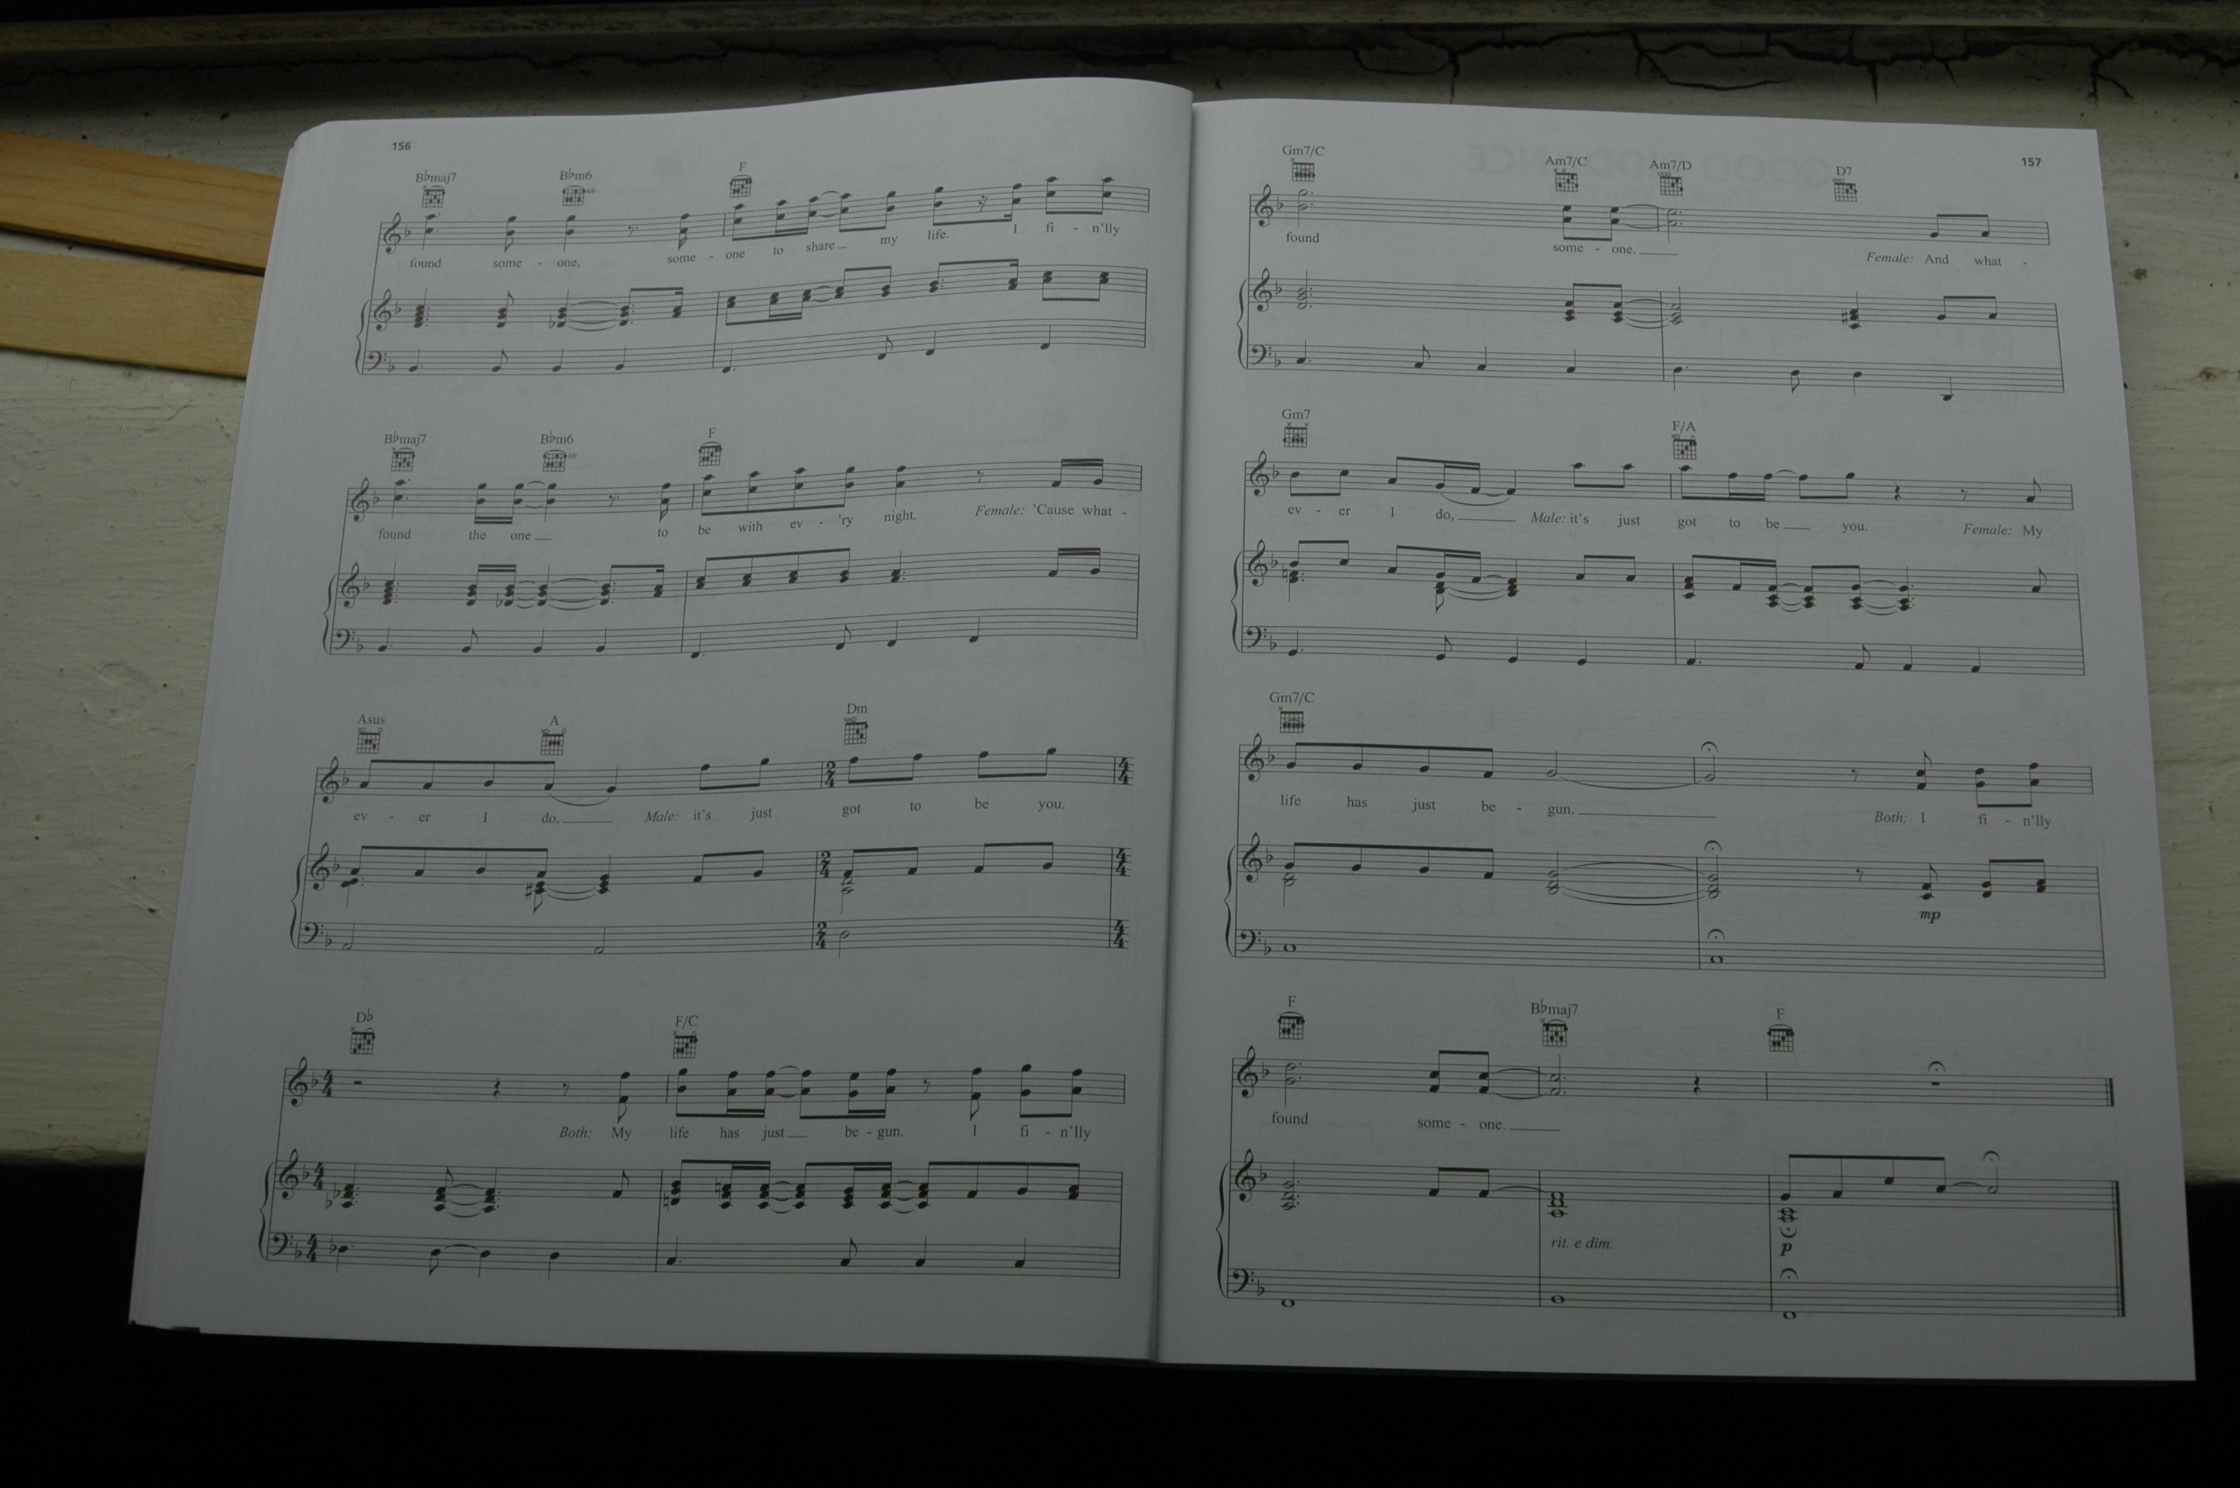 156
B♭maj7 B♭m6 F
found some - one, some - one to share my life. I fi - n'lly
B♭maj7 B♭m6 F
found the one to be with ev - 'ry night. Female: 'Cause what -
Asus A Dm
ev - er I do, Male: it's just got to be you.
D♭ F/C
Both: My life has just be - gun. I fi - n'lly
157
Gm7/C Am7/C Am7/D D7
found some - one. Female: And what -
Gm7 F/A
ev - er I do, Male: it's just got to be you. Female: My
Gm7/C
life has just be - gun. Both: I fi - n'lly
mp
F B♭maj7 F
found some - one.
rit. e dim. p